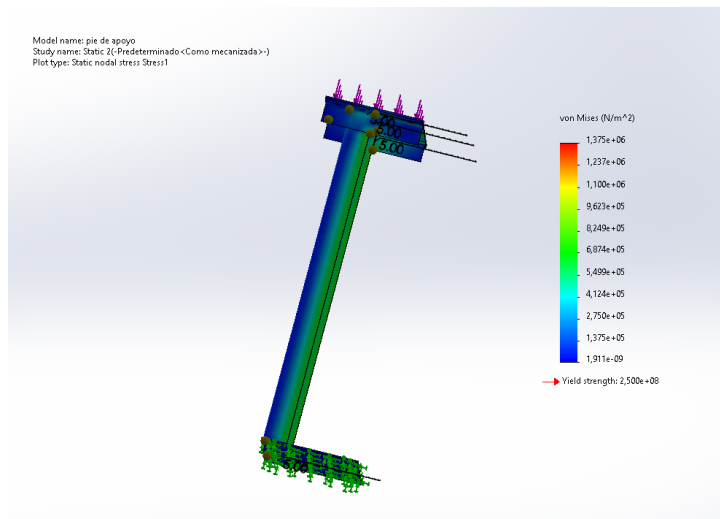 Model name: pie de apoyo
Study name: Static 2(-Predeterminado<Como mecanizada>-)
Plot type: Static nodal stress Stress1
von Mises (N/m^2)
1,375e+06
1,237e+06
1,100e+06
9,623e+05
8,249e+05
6,874e+05
5,499e+05
4,124e+05
2,750e+05
1,375e+05
1,911e-09
Yield strength: 2,500e+08
5.00
5.00